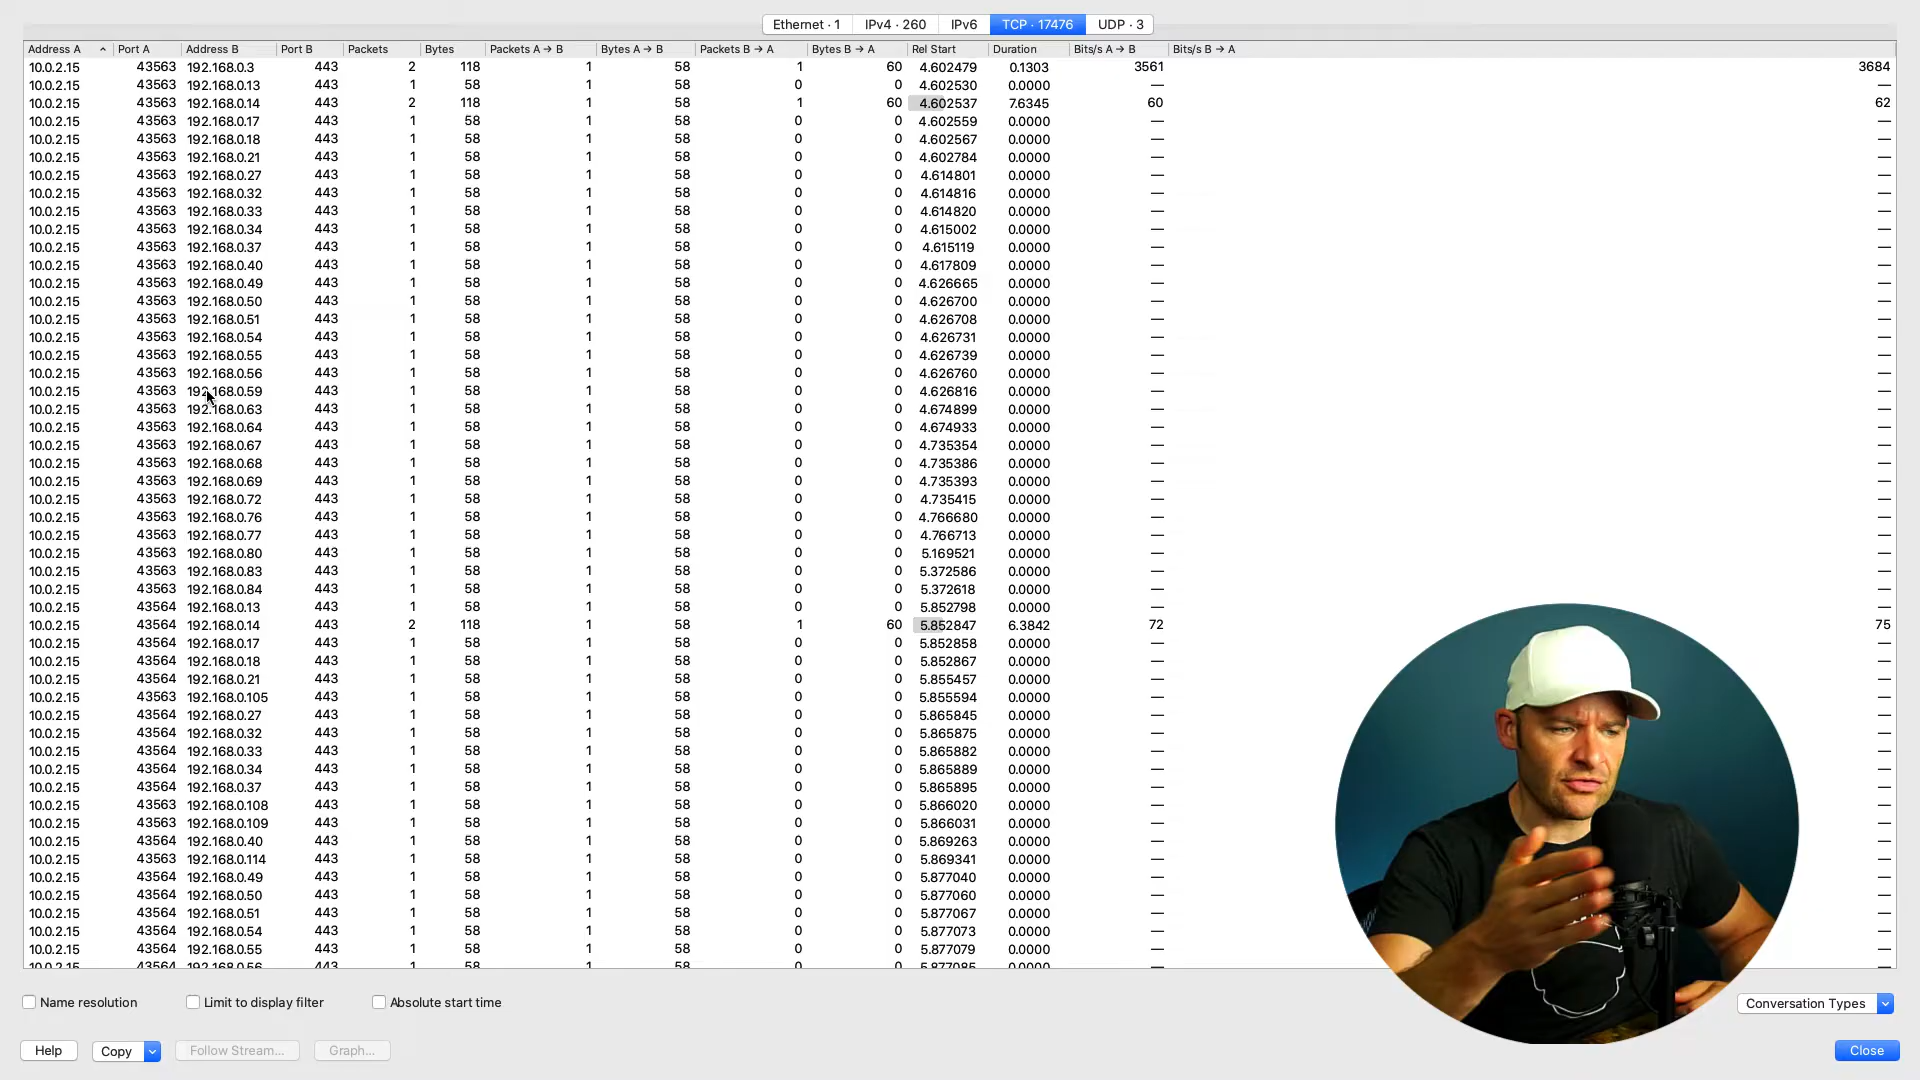 Ethernet · 1 IPv4 · 260 IPv6 TCP · 17476 UDP · 3
Address A Port A Address B Port B Packets Bytes Packets A → B Bytes A → B Packets B → A Bytes B → A Rel Start Duration Bits/s A → B Bits/s B → A
10.0.2.15 43563 192.168.0.3 443 2 118 1 58 1 60 4.602479 0.1303 3561 3684
10.0.2.15 43563 192.168.0.13 443 1 58 1 58 0 0 4.602530 0.0000 — —
10.0.2.15 43563 192.168.0.14 443 2 118 1 58 1 60 4.602537 7.6345 60 62
10.0.2.15 43563 192.168.0.17 443 1 58 1 58 0 0 4.602559 0.0000 — —
10.0.2.15 43563 192.168.0.18 443 1 58 1 58 0 0 4.602567 0.0000 — —
10.0.2.15 43563 192.168.0.21 443 1 58 1 58 0 0 4.602784 0.0000 — —
10.0.2.15 43563 192.168.0.27 443 1 58 1 58 0 0 4.614801 0.0000 — —
10.0.2.15 43563 192.168.0.32 443 1 58 1 58 0 0 4.614816 0.0000 — —
10.0.2.15 43563 192.168.0.33 443 1 58 1 58 0 0 4.614820 0.0000 — —
10.0.2.15 43563 192.168.0.34 443 1 58 1 58 0 0 4.615002 0.0000 — —
10.0.2.15 43563 192.168.0.37 443 1 58 1 58 0 0 4.615119 0.0000 — —
10.0.2.15 43563 192.168.0.40 443 1 58 1 58 0 0 4.617809 0.0000 — —
10.0.2.15 43563 192.168.0.49 443 1 58 1 58 0 0 4.626665 0.0000 — —
10.0.2.15 43563 192.168.0.50 443 1 58 1 58 0 0 4.626700 0.0000 — —
10.0.2.15 43563 192.168.0.51 443 1 58 1 58 0 0 4.626708 0.0000 — —
10.0.2.15 43563 192.168.0.54 443 1 58 1 58 0 0 4.626731 0.0000 — —
10.0.2.15 43563 192.168.0.55 443 1 58 1 58 0 0 4.626739 0.0000 — —
10.0.2.15 43563 192.168.0.56 443 1 58 1 58 0 0 4.626760 0.0000 — —
10.0.2.15 43563 192.168.0.59 443 1 58 1 58 0 0 4.626816 0.0000 — —
10.0.2.15 43563 192.168.0.63 443 1 58 1 58 0 0 4.674899 0.0000 — —
10.0.2.15 43563 192.168.0.64 443 1 58 1 58 0 0 4.674933 0.0000 — —
10.0.2.15 43563 192.168.0.67 443 1 58 1 58 0 0 4.735354 0.0000 — —
10.0.2.15 43563 192.168.0.68 443 1 58 1 58 0 0 4.735386 0.0000 — —
10.0.2.15 43563 192.168.0.69 443 1 58 1 58 0 0 4.735393 0.0000 — —
10.0.2.15 43563 192.168.0.72 443 1 58 1 58 0 0 4.735415 0.0000 — —
10.0.2.15 43563 192.168.0.76 443 1 58 1 58 0 0 4.766680 0.0000 — —
10.0.2.15 43563 192.168.0.77 443 1 58 1 58 0 0 4.766713 0.0000 — —
10.0.2.15 43563 192.168.0.80 443 1 58 1 58 0 0 5.169521 0.0000 — —
10.0.2.15 43563 192.168.0.83 443 1 58 1 58 0 0 5.372586 0.0000 — —
10.0.2.15 43563 192.168.0.84 443 1 58 1 58 0 0 5.372618 0.0000 — —
10.0.2.15 43564 192.168.0.13 443 1 58 1 58 0 0 5.852798 0.0000 — —
10.0.2.15 43564 192.168.0.14 443 2 118 1 58 1 60 5.852847 6.3842 72 75
10.0.2.15 43564 192.168.0.17 443 1 58 1 58 0 0 5.852858 0.0000 — —
10.0.2.15 43564 192.168.0.18 443 1 58 1 58 0 0 5.852867 0.0000 — —
10.0.2.15 43564 192.168.0.21 443 1 58 1 58 0 0 5.855457 0.0000 — —
10.0.2.15 43563 192.168.0.105 443 1 58 1 58 0 0 5.855594 0.0000 — —
10.0.2.15 43564 192.168.0.27 443 1 58 1 58 0 0 5.865845 0.0000 — —
10.0.2.15 43564 192.168.0.32 443 1 58 1 58 0 0 5.865875 0.0000 — —
10.0.2.15 43564 192.168.0.33 443 1 58 1 58 0 0 5.865882 0.0000 — —
10.0.2.15 43564 192.168.0.34 443 1 58 1 58 0 0 5.865889 0.0000 — —
10.0.2.15 43564 192.168.0.37 443 1 58 1 58 0 0 5.865895 0.0000 — —
10.0.2.15 43563 192.168.0.108 443 1 58 1 58 0 0 5.866020 0.0000 — —
10.0.2.15 43563 192.168.0.109 443 1 58 1 58 0 0 5.866031 0.0000 — —
10.0.2.15 43564 192.168.0.40 443 1 58 1 58 0 0 5.869263 0.0000 — —
10.0.2.15 43563 192.168.0.114 443 1 58 1 58 0 0 5.869341 0.0000 — —
10.0.2.15 43564 192.168.0.49 443 1 58 1 58 0 0 5.877040 0.0000 — —
10.0.2.15 43564 192.168.0.50 443 1 58 1 58 0 0 5.877060 0.0000 — —
10.0.2.15 43564 192.168.0.51 443 1 58 1 58 0 0 5.877067 0.0000 — —
10.0.2.15 43564 192.168.0.54 443 1 58 1 58 0 0 5.877073 0.0000 — —
10.0.2.15 43564 192.168.0.55 443 1 58 1 58 0 0 5.877079 0.0000 — —
10.0.2.15 43564 192.168.0.56 443 1 58 1 58 0 0 5.877085 0.0000 — —
Name resolution Limit to display filter Absolute start time Conversation Types
Help Copy Follow Stream... Graph... Close